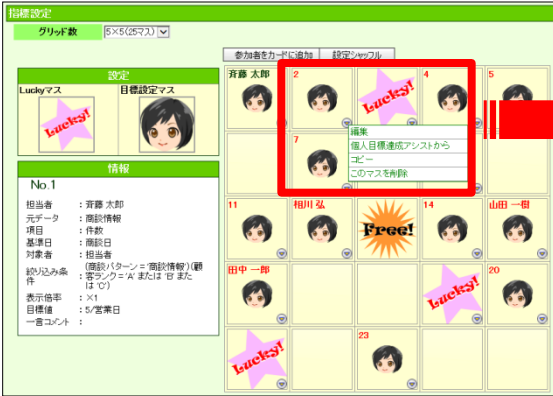 指標設定
グリッド数 5×5(25マス)
参加者をカードに追加 設定シャッフル
設定
Luckyマス 目標設定マス
Lucky!
情報
No.1
担当者 : 斉藤 太郎
元データ : 商談情報
項目 : 件数
基準日 : 商談日
対象者 : 担当者
絞り込み条件 : (商談パターン='商談情報')(顧客ランク='A' または 'B' または 'C')
表示倍率 : ×1
目標値 : 5/営業日
一言コメント :
斉藤 太郎 2 Lucky! 4 5
7
編集
個人目標達成アシストから
コピー
このマスを削除
11 相川 弘 Free! 14 山田 一樹
田中 一郎 Lucky! 20
Lucky! 23